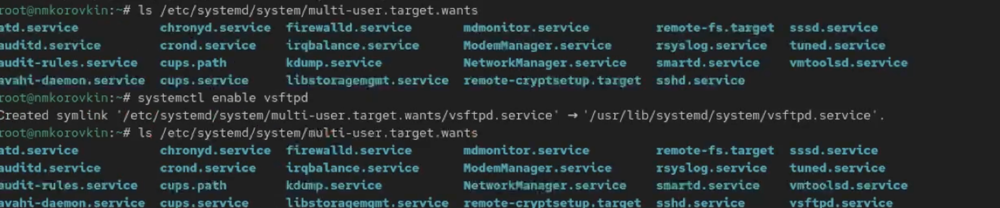 root@nmkorovkin:~# ls /etc/systemd/system/multi-user.target.wants
atd.service chronyd.service firewalld.service mdmonitor.service remote-fs.target sssd.service
auditd.service crond.service irqbalance.service ModemManager.service rsyslog.service tuned.service
audit-rules.service cups.path kdump.service NetworkManager.service smartd.service vmtoolsd.service
avahi-daemon.service cups.service libstoragemgmt.service remote-cryptsetup.target sshd.service
root@nmkorovkin:~# systemctl enable vsftpd
Created symlink '/etc/systemd/system/multi-user.target.wants/vsftpd.service' → '/usr/lib/systemd/system/vsftpd.service'.
root@nmkorovkin:~# ls /etc/systemd/system/multi-user.target.wants
atd.service chronyd.service firewalld.service mdmonitor.service remote-fs.target sssd.service
auditd.service crond.service irqbalance.service ModemManager.service rsyslog.service tuned.service
audit-rules.service cups.path kdump.service NetworkManager.service smartd.service vmtoolsd.service
avahi-daemon.service cups.service libstoragemgmt.service remote-cryptsetup.target sshd.service vsftpd.service